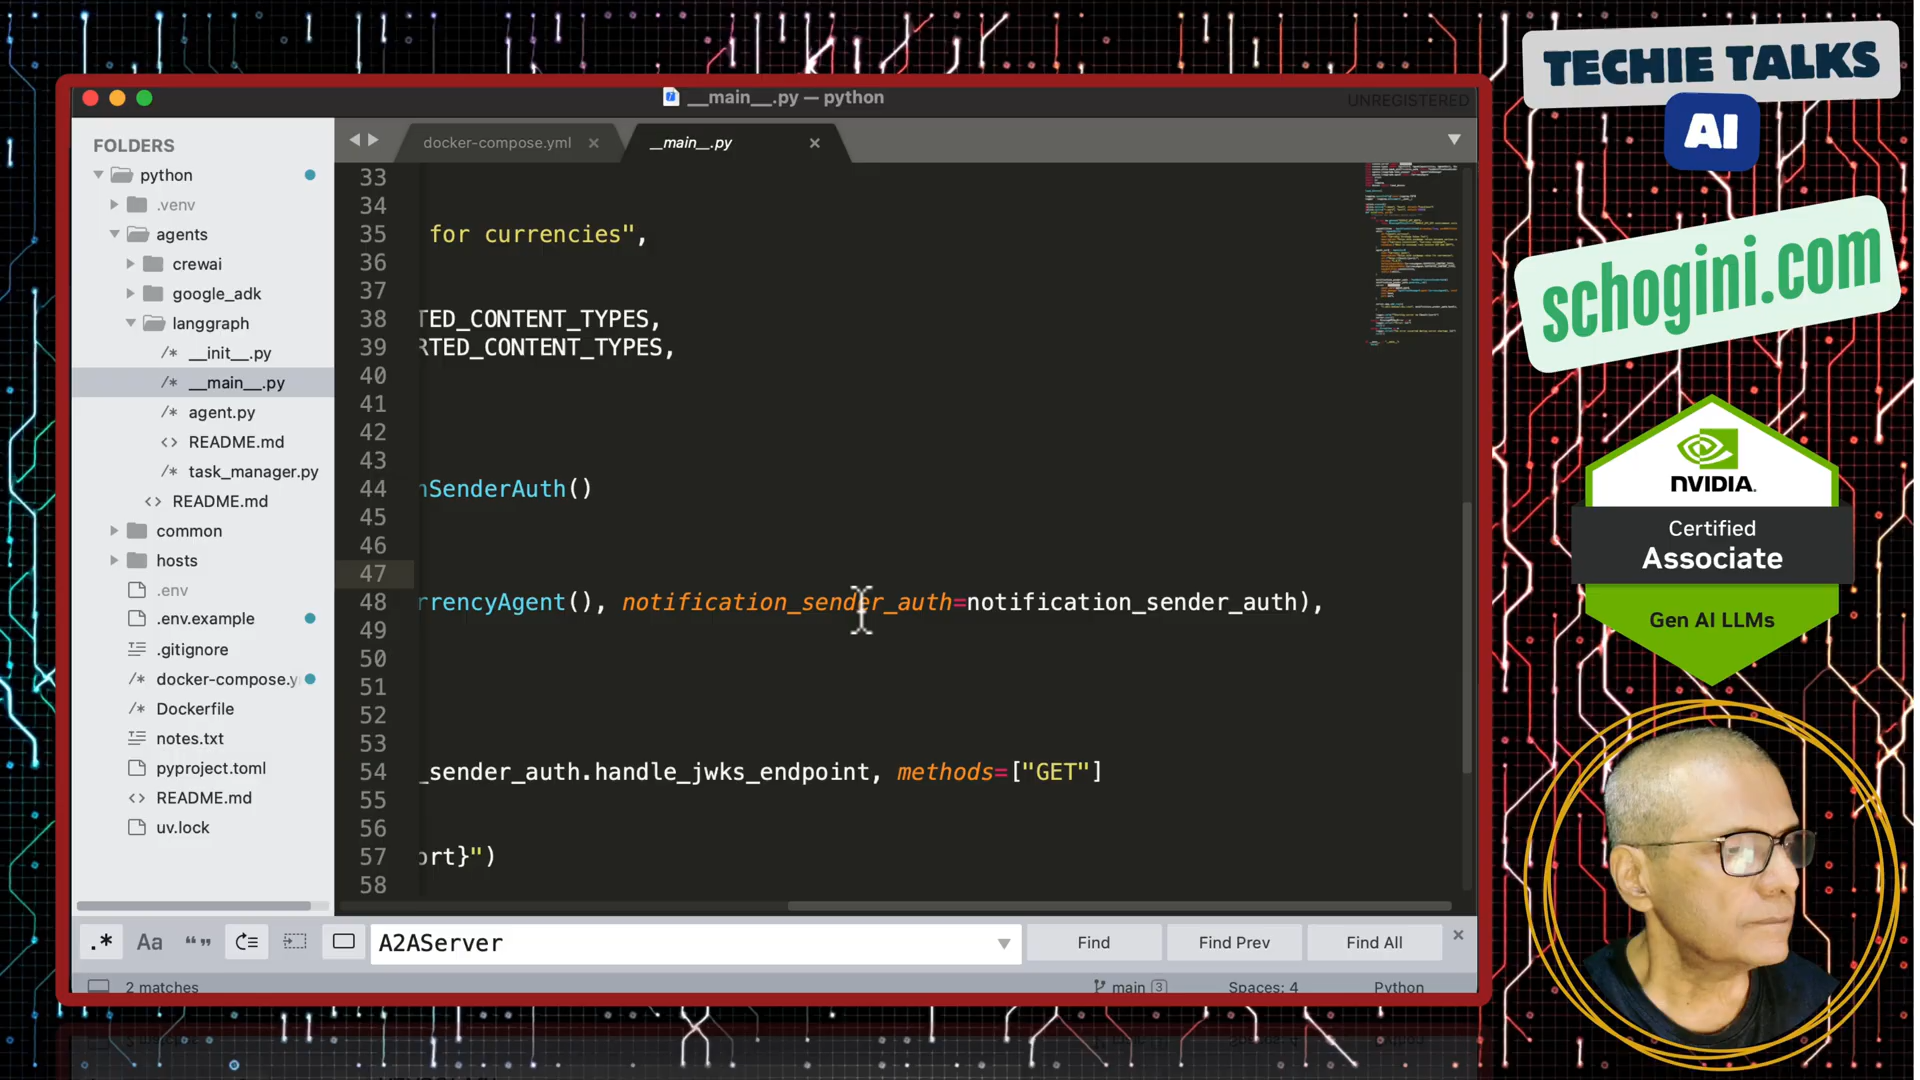 TECHIE TALKS
AI
schogini.com
NVIDIA.
Certified
Associate
Gen AI LLMs
__main__.py — python
UNREGISTERED
FOLDERS
python
.venv
agents
crewai
google_adk
langgraph
/* __init__.py
/* __main__.py
/* agent.py
<> README.md
/* task_manager.py
<> README.md
common
hosts
.env
.env.example
.gitignore
/* docker-compose.y
/* Dockerfile
notes.txt
/* pyproject.toml
<> README.md
uv.lock
docker-compose.yml
__main__.py
33
34
35 for currencies",
36
37
38 TED_CONTENT_TYPES,
39 RTED_CONTENT_TYPES,
40
41
42
43
44 nSenderAuth()
45
46
47
48 rrencyAgent(), notification_sender_auth=notification_sender_auth),
49
50
51
52
53
54 _sender_auth.handle_jwks_endpoint, methods=["GET"]
55
56
57 ort}")
58
.* Aa “” A2AServer Find Find Prev Find All
2 matches main 3 Spaces: 4 Python